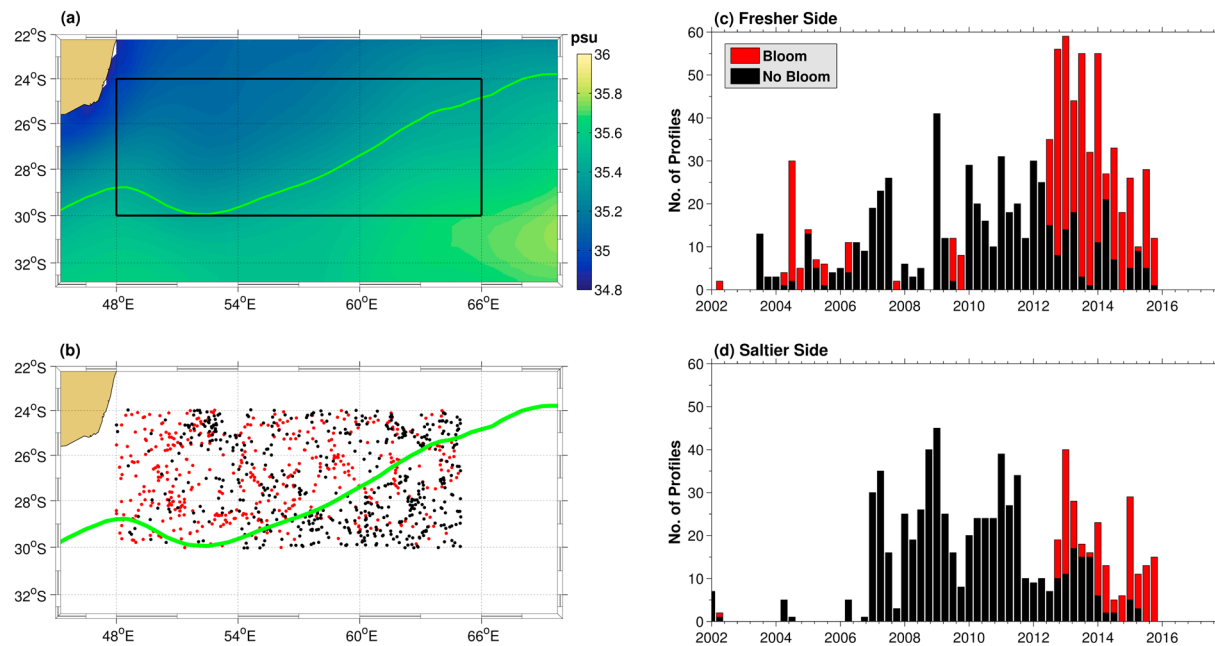 (a)
psu
22°S
24°S
26°S
28°S
30°S
32°S
48°E
54°E
60°E
66°E
36
35.8
35.6
35.4
35.2
35
34.8
(b)
22°S
24°S
26°S
28°S
30°S
32°S
48°E
54°E
60°E
66°E
(c) Fresher Side
Bloom
No Bloom
No. of Profiles
60
50
40
30
20
10
0
2002
2004
2006
2008
2010
2012
2014
2016
(d) Saltier Side
No. of Profiles
60
50
40
30
20
10
0
2002
2004
2006
2008
2010
2012
2014
2016